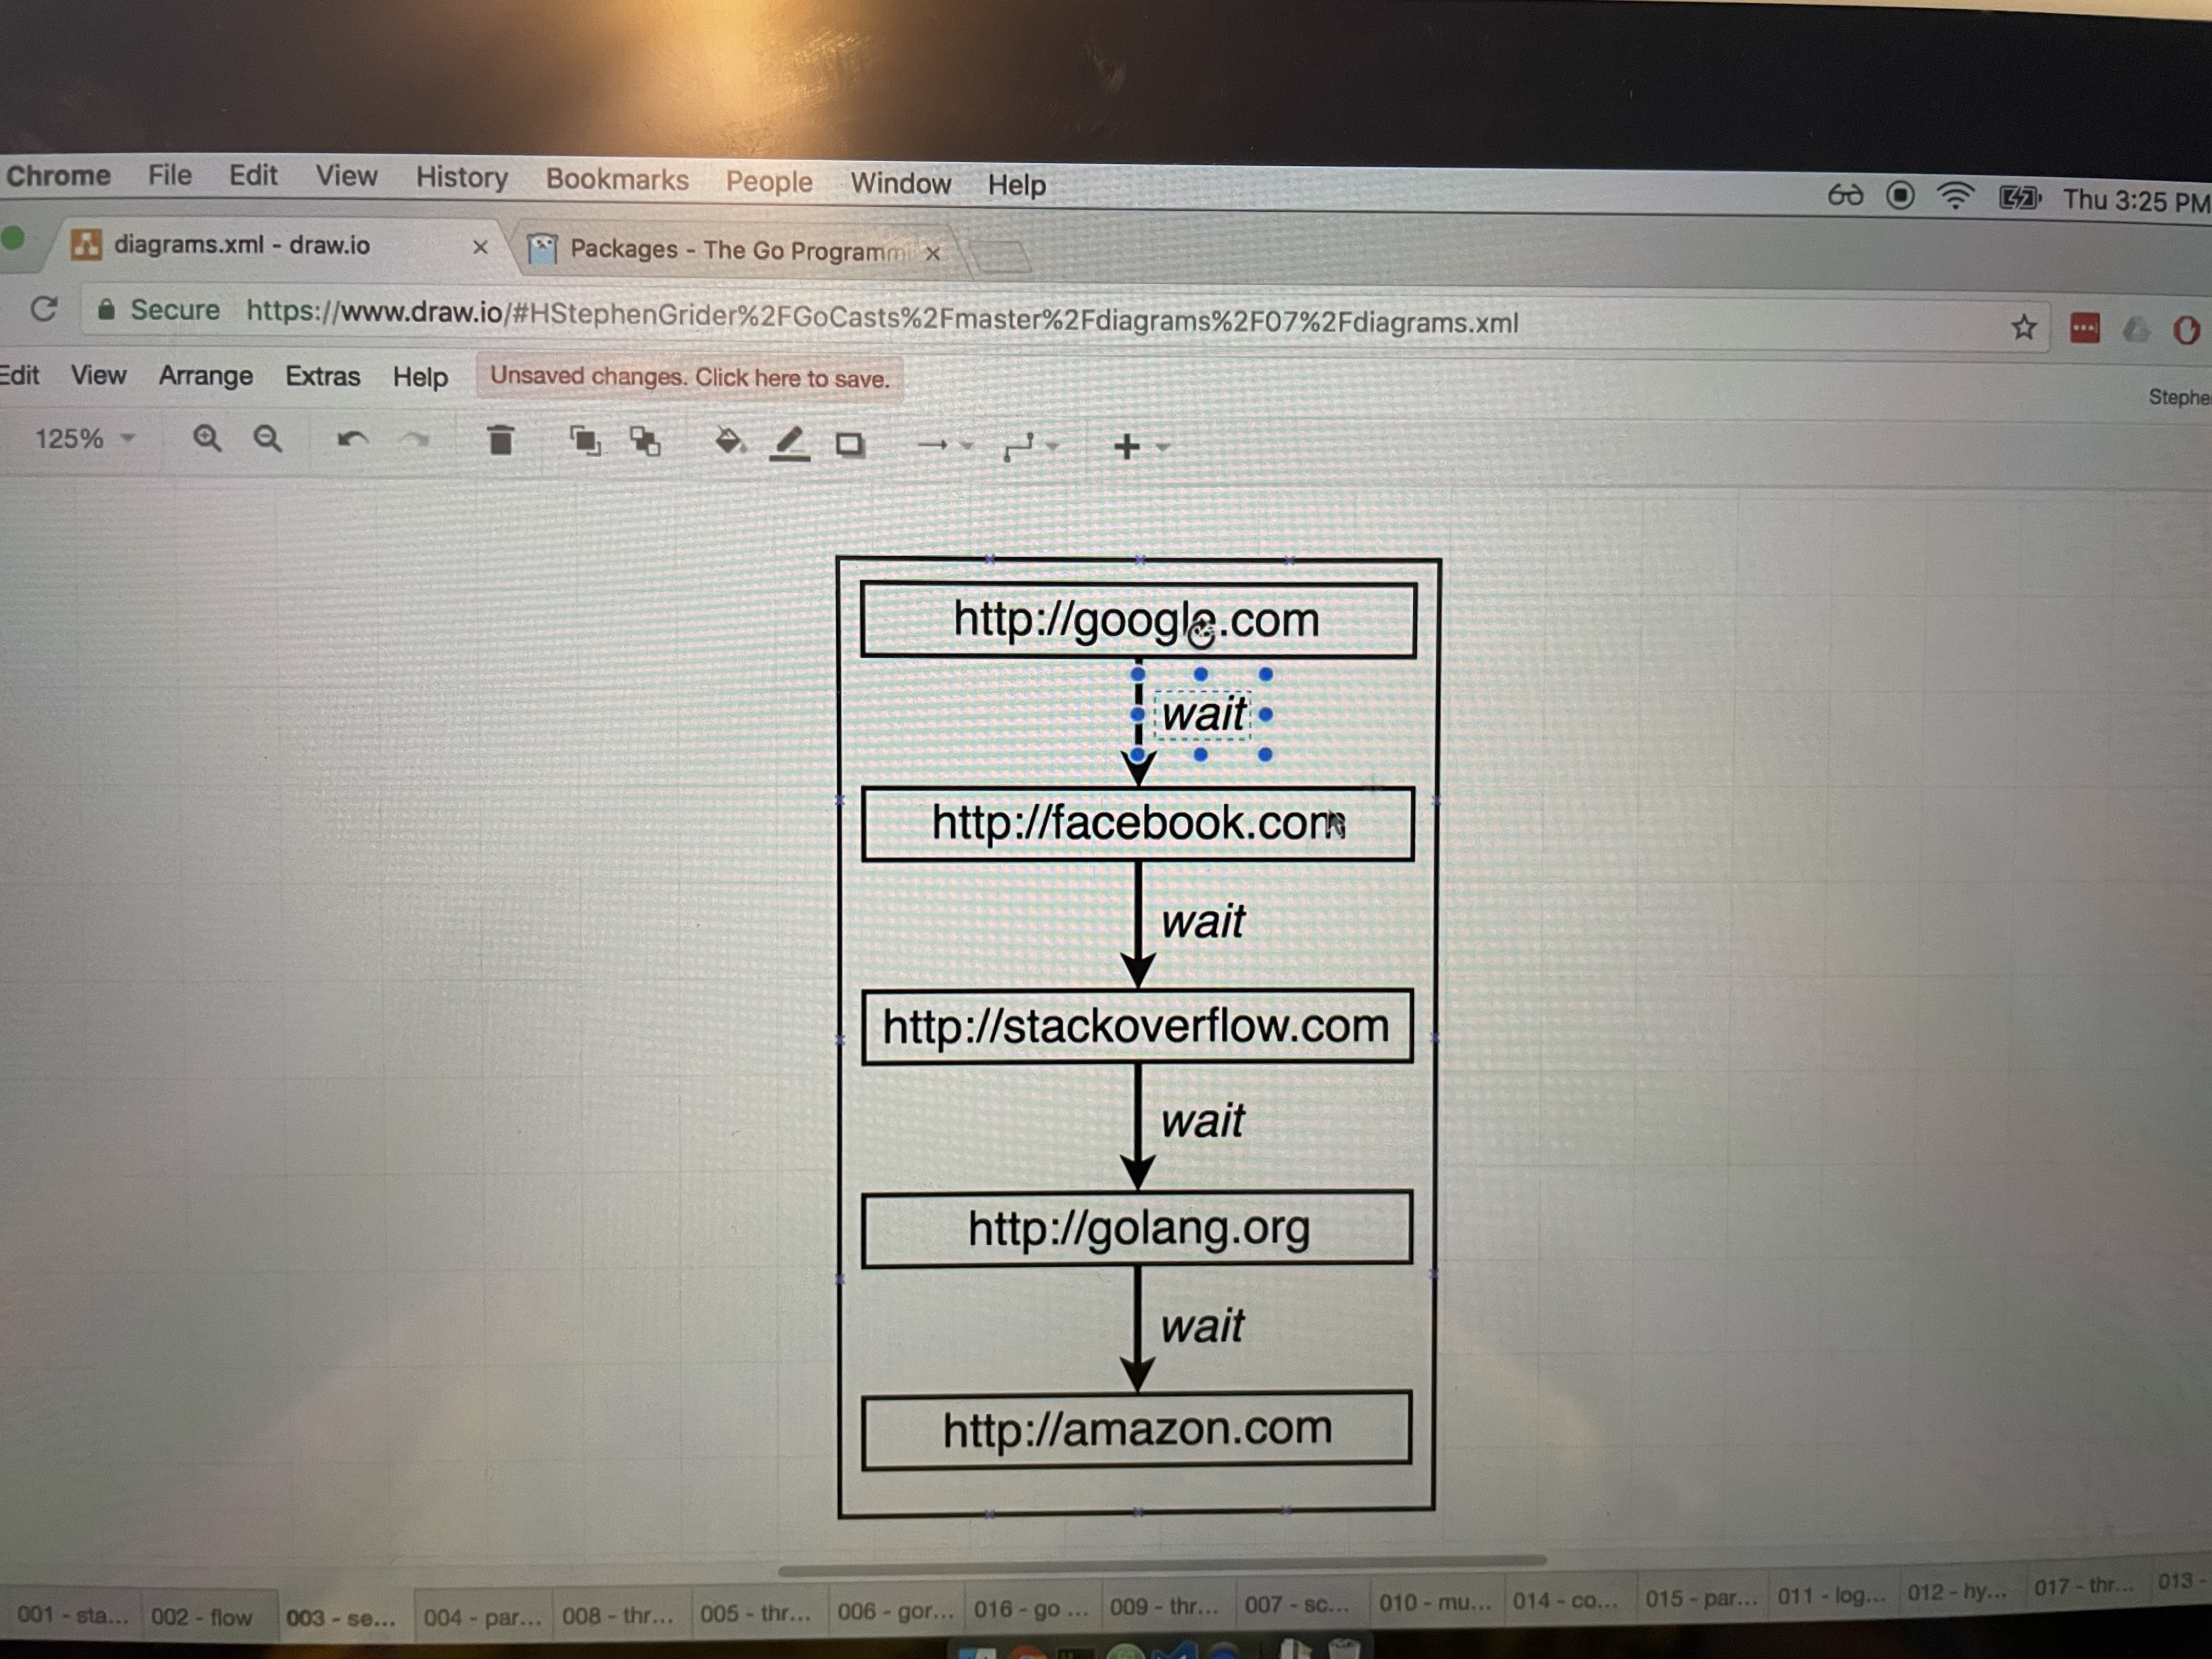 Chrome File Edit View History Bookmarks People Window Help Thu 3:25 PM
diagrams.xml - draw.io Packages - The Go Programmi
Secure https://www.draw.io/#HStephenGrider%2FGoCasts%2Fmaster%2Fdiagrams%2F07%2Fdiagrams.xml
Edit View Arrange Extras Help Unsaved changes. Click here to save. Stephe
125%
http://google.com
wait
http://facebook.com
wait
http://stackoverflow.com
wait
http://golang.org
wait
http://amazon.com
001 - sta... 002 - flow 003 - se... 004 - par... 008 - thr... 005 - thr... 006 - gor... 016 - go ... 009 - thr... 007 - sc... 010 - mu... 014 - co... 015 - par... 011 - log... 012 - hy... 017 - thr... 013 -